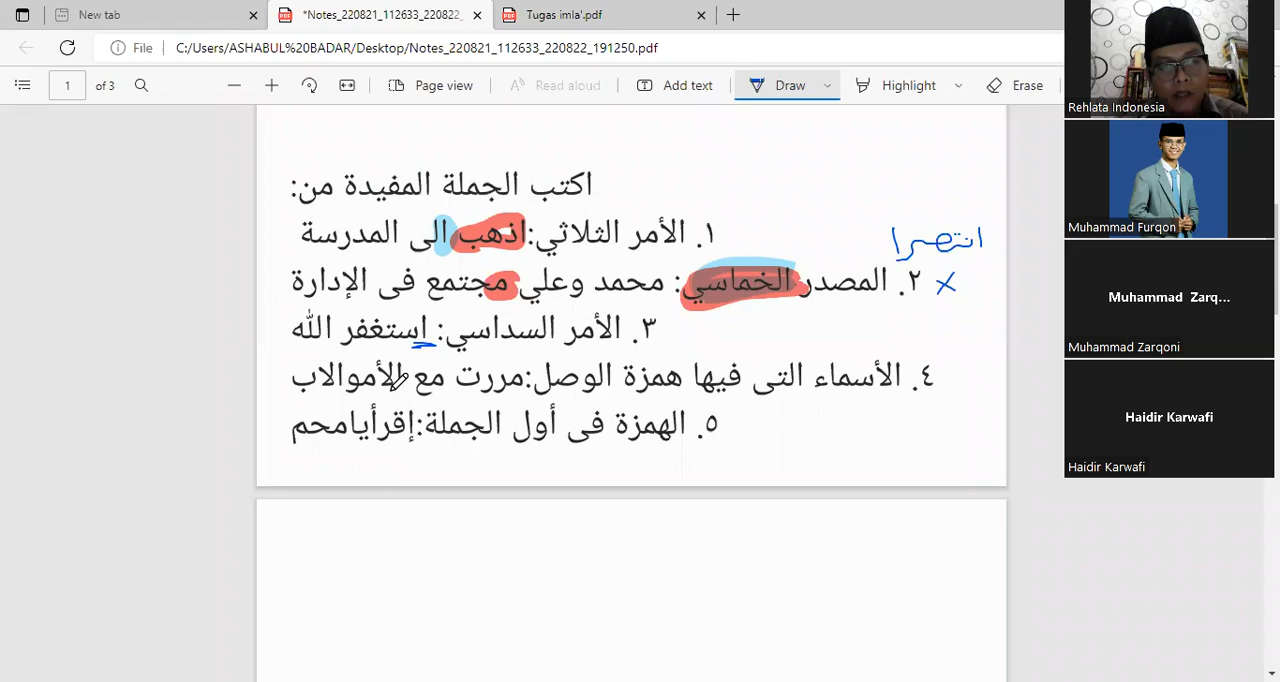 New tab
*Notes_220821_112633_220822_
Tugas imla'.pdf
File
C:/Users/ASHABUL%20BADAR/Desktop/Notes_220821_112633_220822_191250.pdf
1 of 3
Page view
Read aloud
Add text
Draw
Highlight
Erase
اكتب الجملة المفيدة من:
١. الأمر الثلاثي:اذهب الى المدرسة
٢. المصدر الخماسي: محمد وعلي مجتمع فى الإدارة
٣. الأمر السداسي: استغفر الله
٤. الأسماء التى فيها همزة الوصل:مررت مع الأموالاب
٥. الهمزة فى أول الجملة:إقرأيامحم
Rehlata Indonesia
Muhammad Furqon
Muhammad Zarq...
Muhammad Zarqoni
Haidir Karwafi
Haidir Karwafi